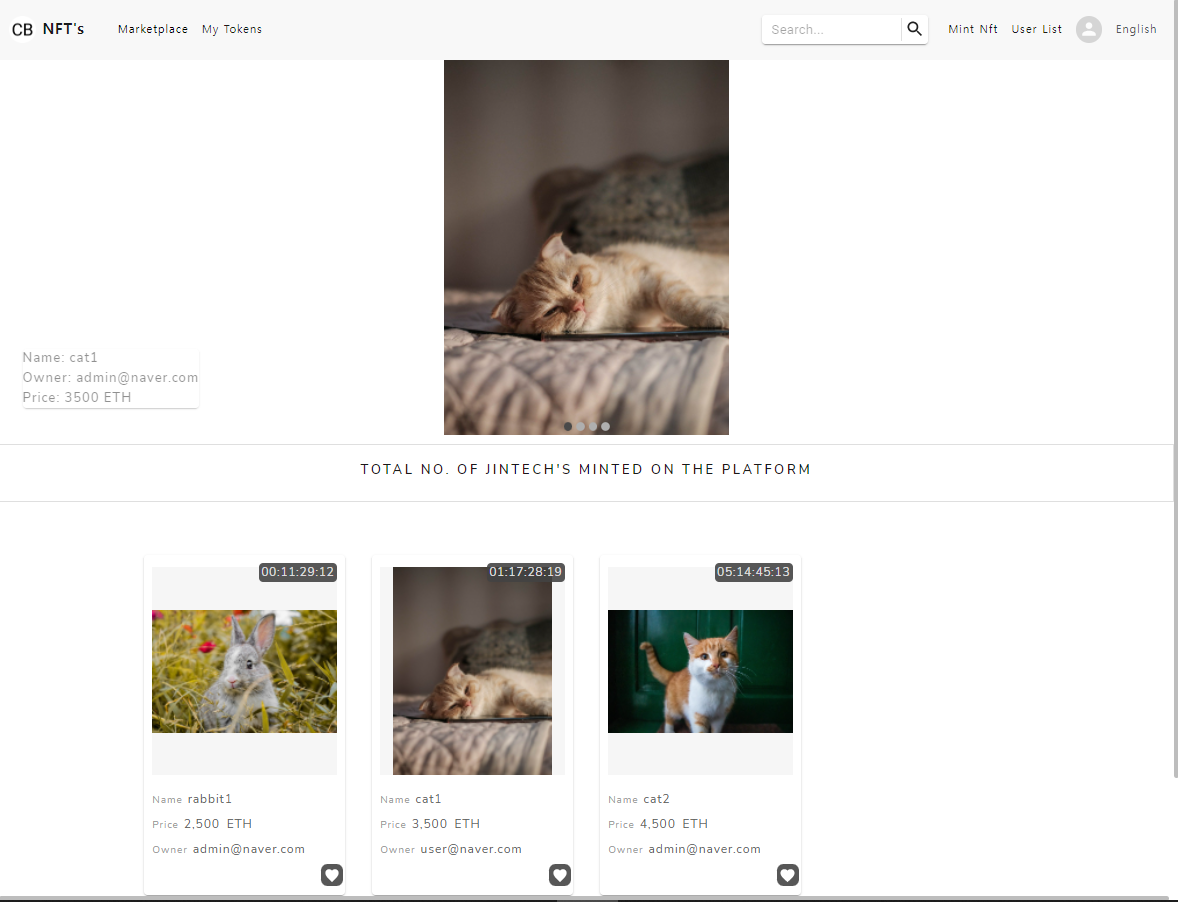 CB NFT's Marketplace My Tokens Search... Mint Nft User List English
Name: cat1
Owner: admin@naver.com
Price: 3500 ETH
TOTAL NO. OF JINTECH'S MINTED ON THE PLATFORM
00:11:29:12 01:17:28:19 05:14:45:13
Name rabbit1 Name cat1 Name cat2
Price 2,500 ETH Price 3,500 ETH Price 4,500 ETH
Owner admin@naver.com Owner user@naver.com Owner admin@naver.com